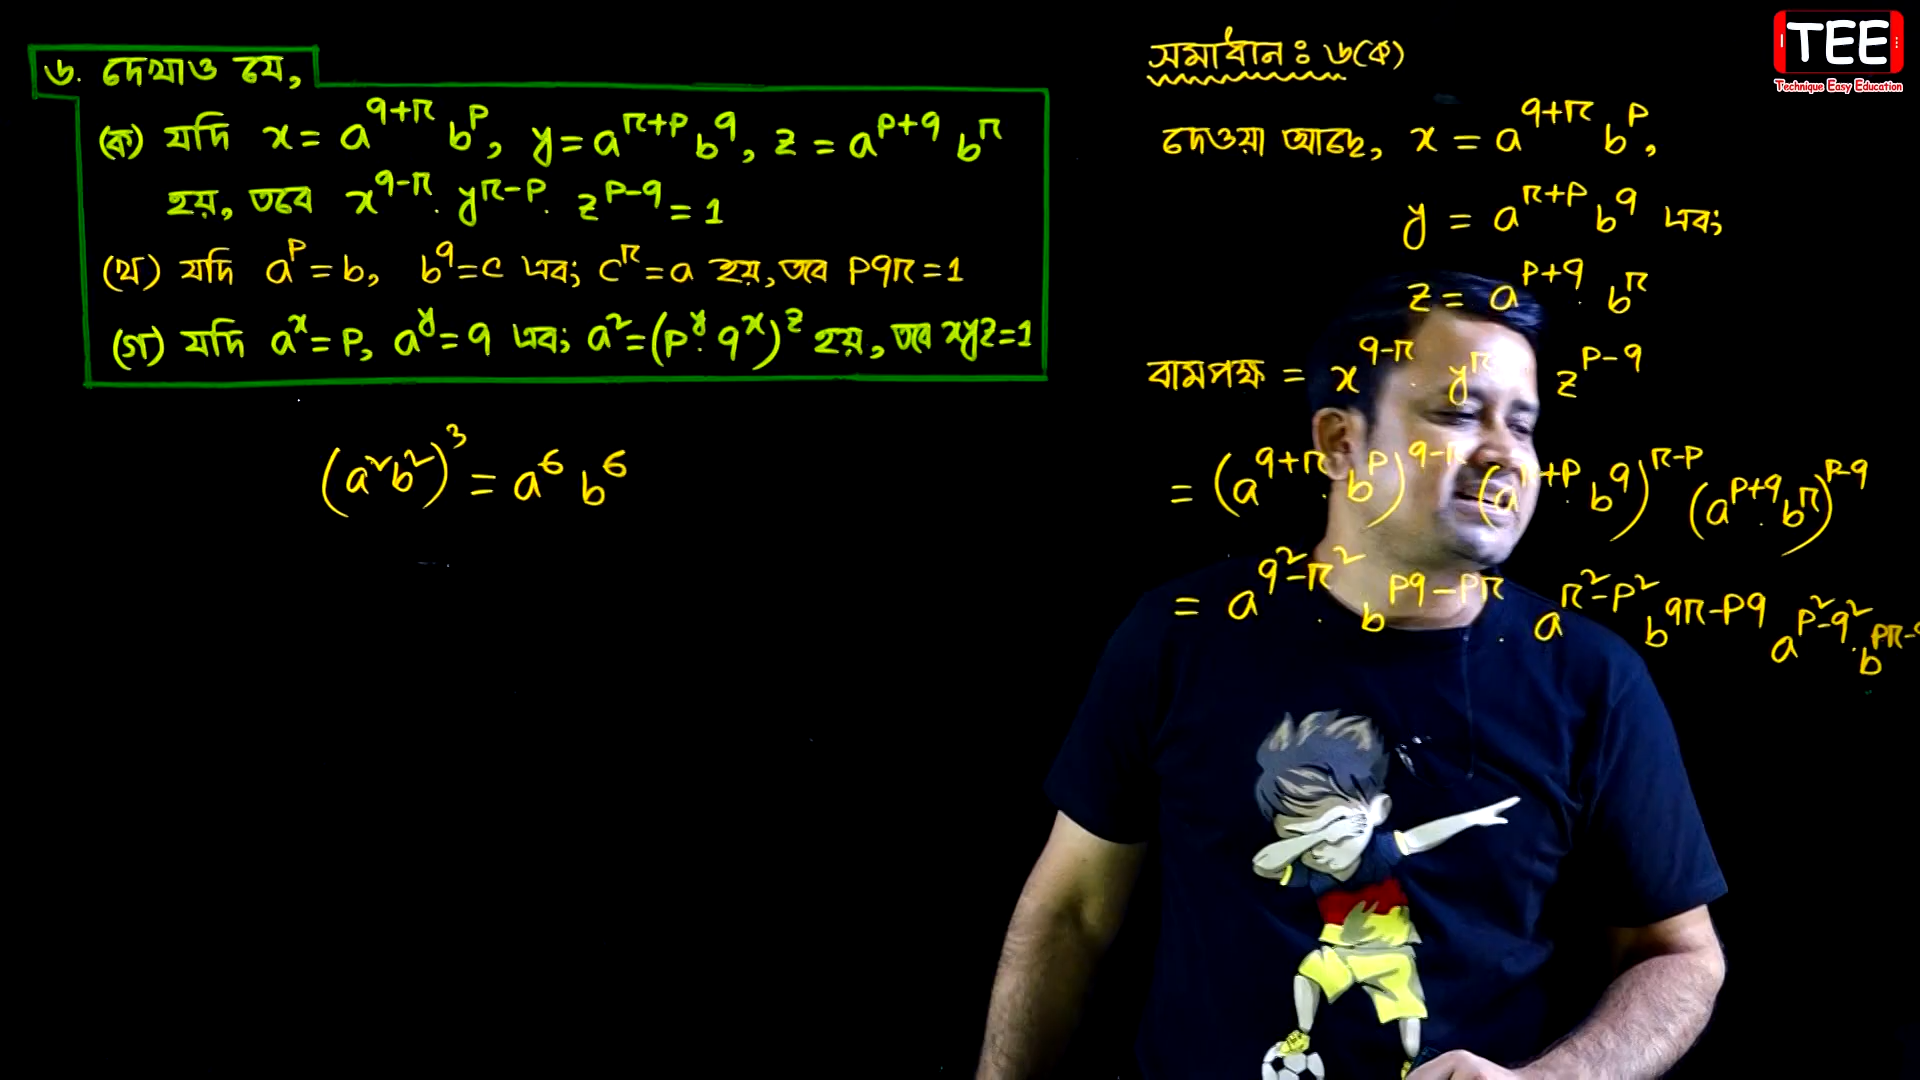 ৬. দেখাও যে,
(ক) যদি x = a^{q+r} b^p, y = a^{r+p} b^q, z = a^{p+q} b^r
হয়, তবে x^{q-r} . y^{r-p} . z^{p-q} = 1
(খ) যদি a^p = b, b^q = c এবং c^r = a হয়, তবে pqr = 1
(গ) যদি a^x = p, a^y = q এবং a^2 = (p^y . q^x)^z হয়, তবে xyz = 1
(a^2 b^2)^3 = a^6 b^6
TEE
Technique Easy Education
সমাধান : ৬(ক)
দেওয়া আছে, x = a^{q+r} b^p,
y = a^{r+p} b^q এবং
z = a^{p+q} . b^r
বামপক্ষ = x^{q-r} . y^r z^{p-q}
= (a^{q+r} . b^p)^{q-r} (a^{r+p} . b^q)^{r-p} (a^{p+q} . b^r)^{p-q}
= a^{q^2-r^2} . b^{pq-pr} . a^{r^2-p^2} b^{qr-pq} a^{p^2-q^2} . b^{pr-